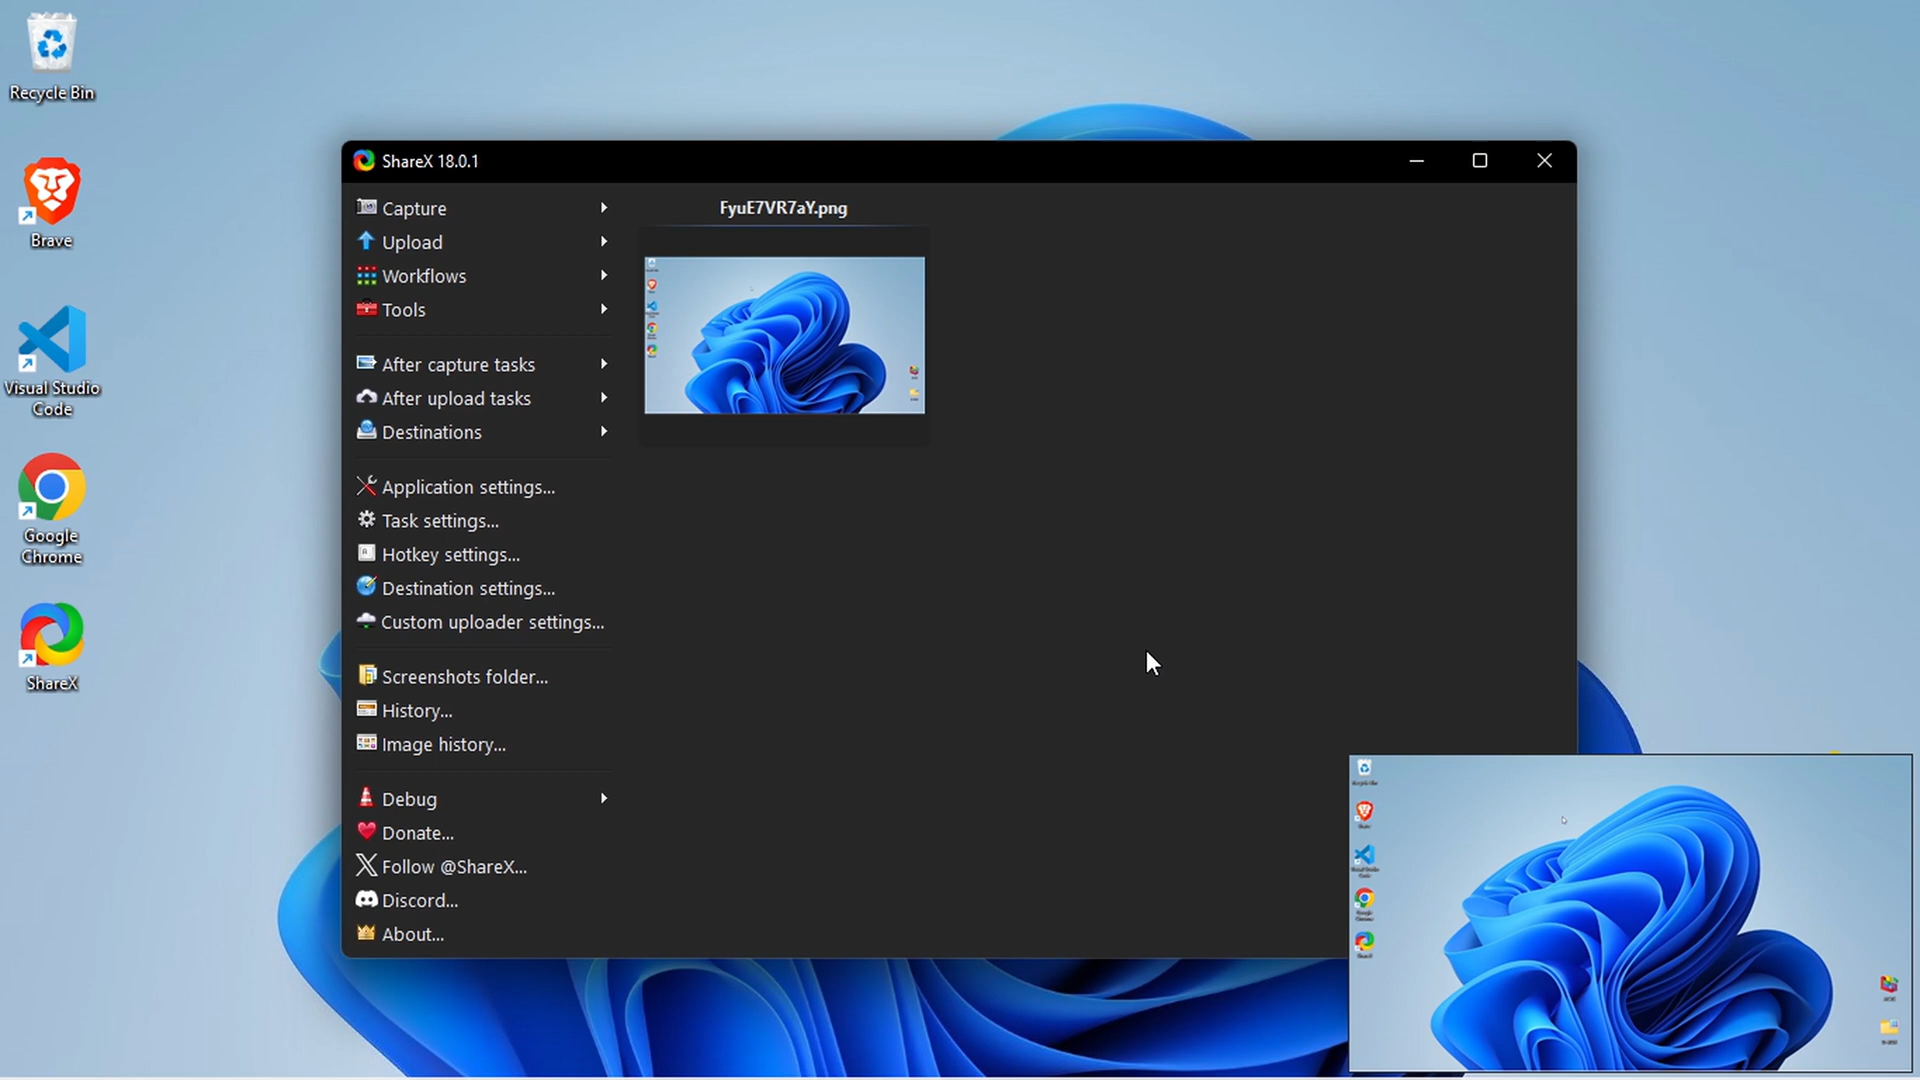 Recycle Bin
Brave
Visual Studio
Code
Google
Chrome
ShareX
ShareX 18.0.1
Capture
Upload
Workflows
Tools
After capture tasks
After upload tasks
Destinations
Application settings...
Task settings...
Hotkey settings...
Destination settings...
Custom uploader settings...
Screenshots folder...
History...
Image history...
Debug
Donate...
Follow @ShareX...
Discord...
About...
FyuE7VR7aY.png